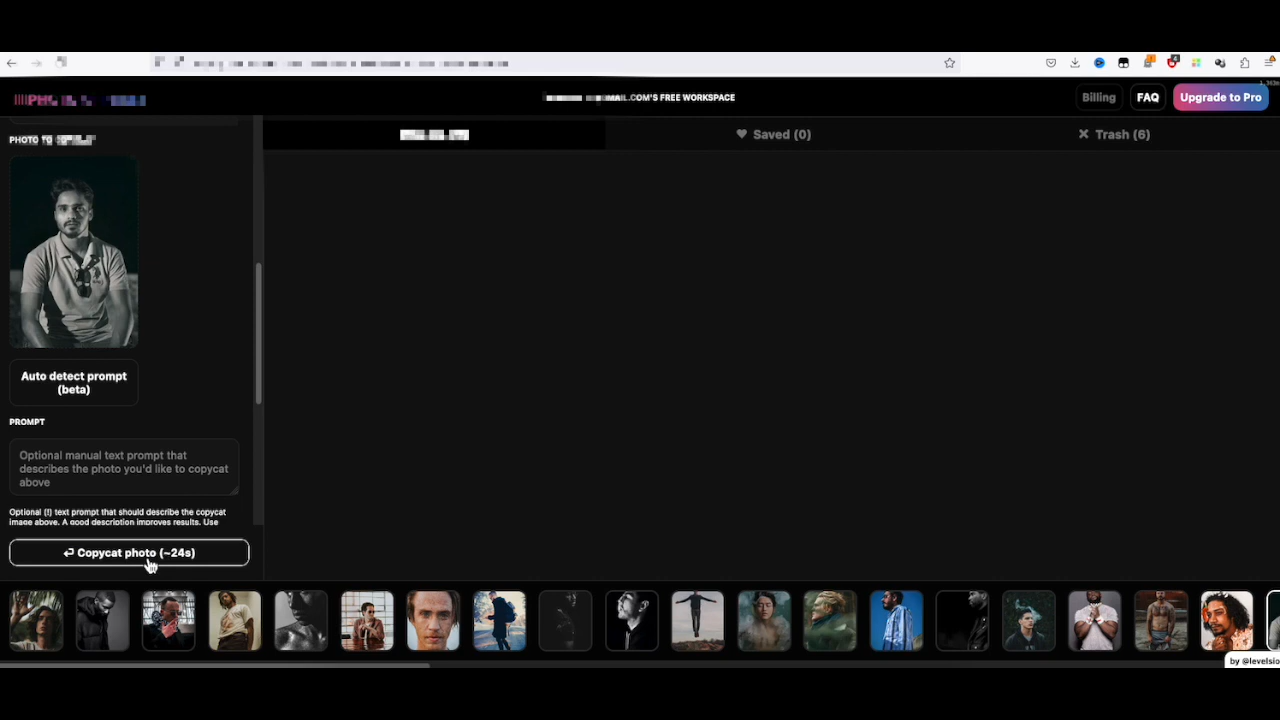 MAIL.COM'S FREE WORKSPACE
Billing
FAQ
Upgrade to Pro
PHOTO TO
Saved (0)
Trash (6)
Auto detect prompt
(beta)
PROMPT
Optional manual text prompt that
describes the photo you'd like to copycat
above
Optional (!) text prompt that should describe the copycat
image above. A good description improves results. Use
Copycat photo (~24s)
by @levelsio